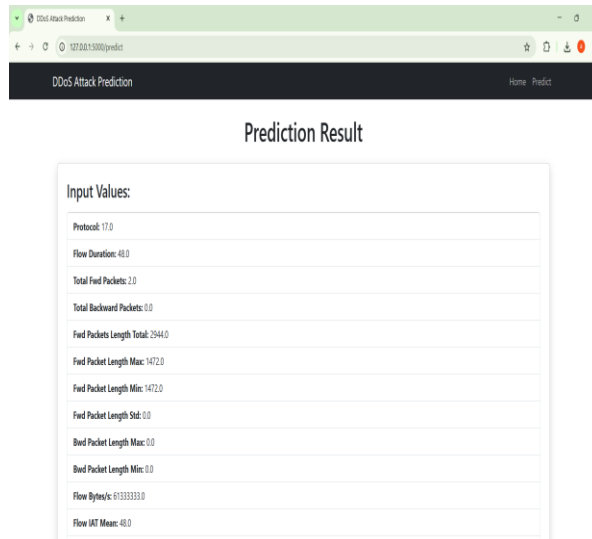 DDoS Attack Prediction
127.0.0.1:5000/predict
DDoS Attack Prediction
Home Predict
Prediction Result
Input Values:
Protocol: 17.0
Flow Duration: 48.0
Total Fwd Packets: 2.0
Total Backward Packets: 0.0
Fwd Packets Length Total: 2944.0
Fwd Packet Length Max: 1472.0
Fwd Packet Length Min: 1472.0
Fwd Packet Length Std: 0.0
Bwd Packet Length Max: 0.0
Bwd Packet Length Min: 0.0
Flow Bytes/s: 61333333.0
Flow IAT Mean: 48.0